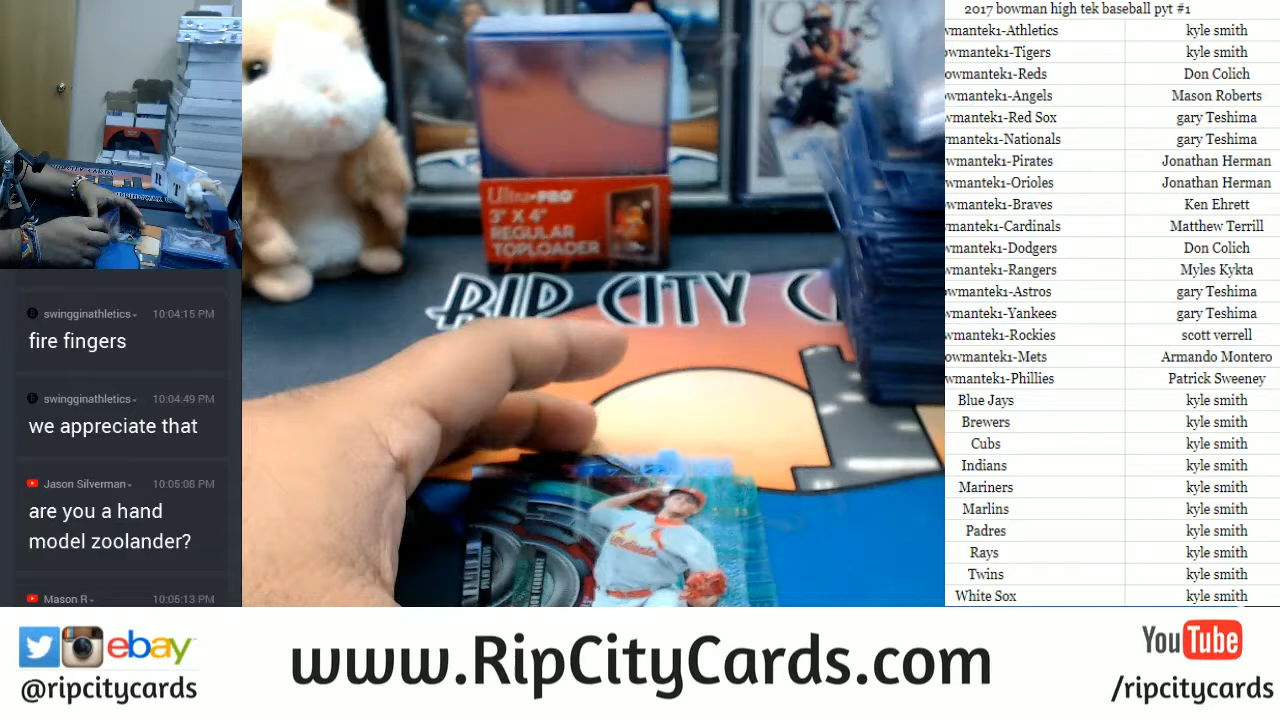 swingginathletics 10:04:15 PM
fire fingers
swingginathletics 10:04:49 PM
we appreciate that
Jason Silverman 10:05:08 PM
are you a hand
model zoolander?
Mason R 10:05:13 PM
Ultra PRO
3" X 4"
REGULAR
TOPLOADER
RIP CITY C
Cardinals
2017 bowman high tek baseball pyt #1
wmantek1-Athletics kyle smith
owmantek1-Tigers kyle smith
owmantek1-Reds Don Colich
owmantek1-Angels Mason Roberts
wmantek1-Red Sox gary Teshima
wmantek1-Nationals gary Teshima
wmantek1-Pirates Jonathan Herman
wmantek1-Orioles Jonathan Herman
wmantek1-Braves Ken Ehrett
wmantek1-Cardinals Matthew Terrill
wmantek1-Dodgers Don Colich
wmantek1-Rangers Myles Kykta
wmantek1-Astros gary Teshima
wmantek1-Yankees gary Teshima
wmantek1-Rockies scott verrell
owmantek1-Mets Armando Montero
wmantek1-Phillies Patrick Sweeney
Blue Jays kyle smith
Brewers kyle smith
Cubs kyle smith
Indians kyle smith
Mariners kyle smith
Marlins kyle smith
Padres kyle smith
Rays kyle smith
Twins kyle smith
White Sox kyle smith
ebay
@ripcitycards
www.RipCityCards.com
YouTube
/ripcitycards